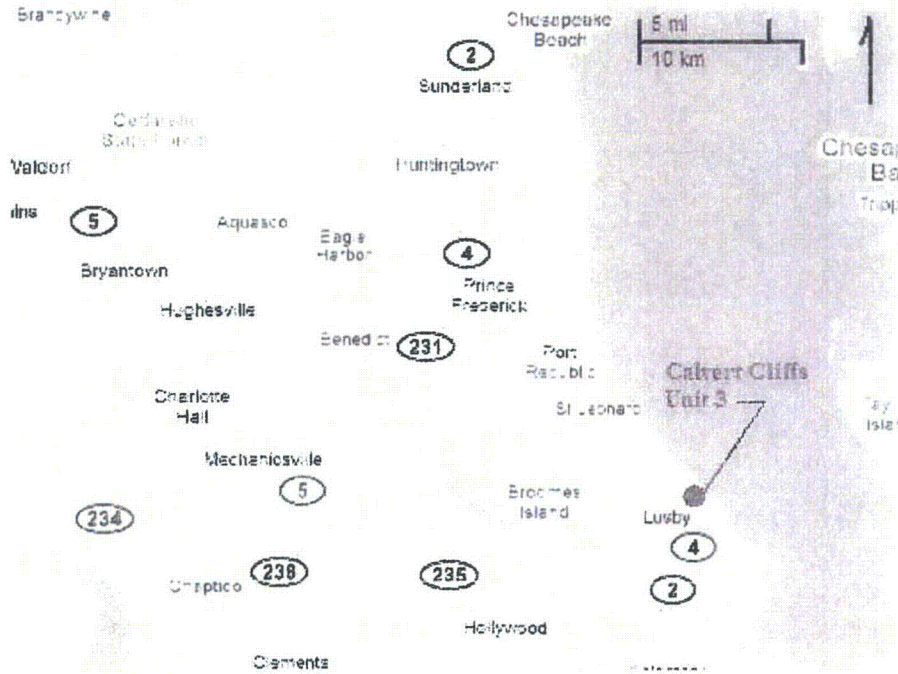 Brandywine
Chesapeake
Beach
5 mi
10 km
2
Sunderland
Valdorf
Huntingtown
Chesap
Ba
5
Aquasco
Eagle
Harbor
4
Bryantown
Prince
Frederick
Hughesville
Benedict
231
Port
Republic
Calvert Cliffs
Unit 3
Charlotte
Hall
St Leonard
Mechanicsville
5
Broomes
Island
234
Lusby
4
Chaptico
238
235
2
Hollywood
Clements